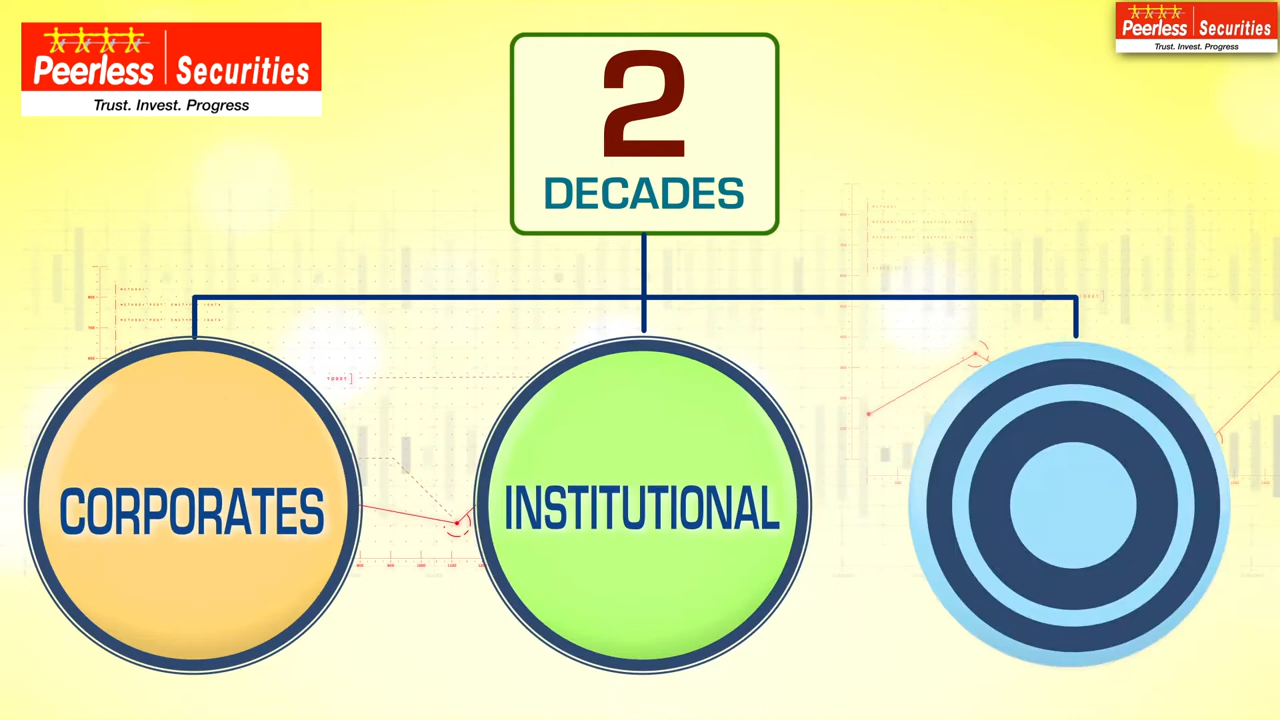 Peerless Securities
Trust. Invest. Progress
Peerless Securities
Trust. Invest. Progress
2
DECADES
CORPORATES
INSTITUTIONAL